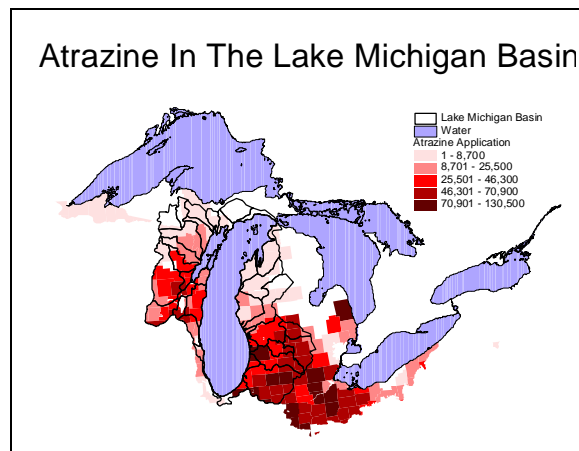 Atrazine In The Lake Michigan Basin
Lake Michigan Basin
Water
Atrazine Application
1 - 8,700
8,701 - 25,500
25,501 - 46,300
46,301 - 70,900
70,901 - 130,500